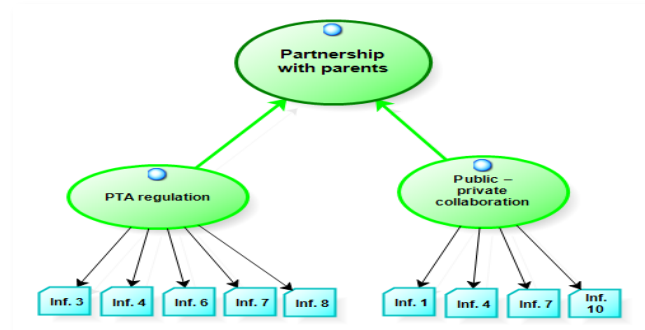 Partnership
with parents
PTA regulation
Public –
private
collaboration
Inf. 3
Inf. 4
Inf. 6
Inf. 7
Inf. 8
Inf. 1
Inf. 4
Inf. 7
Inf.
10